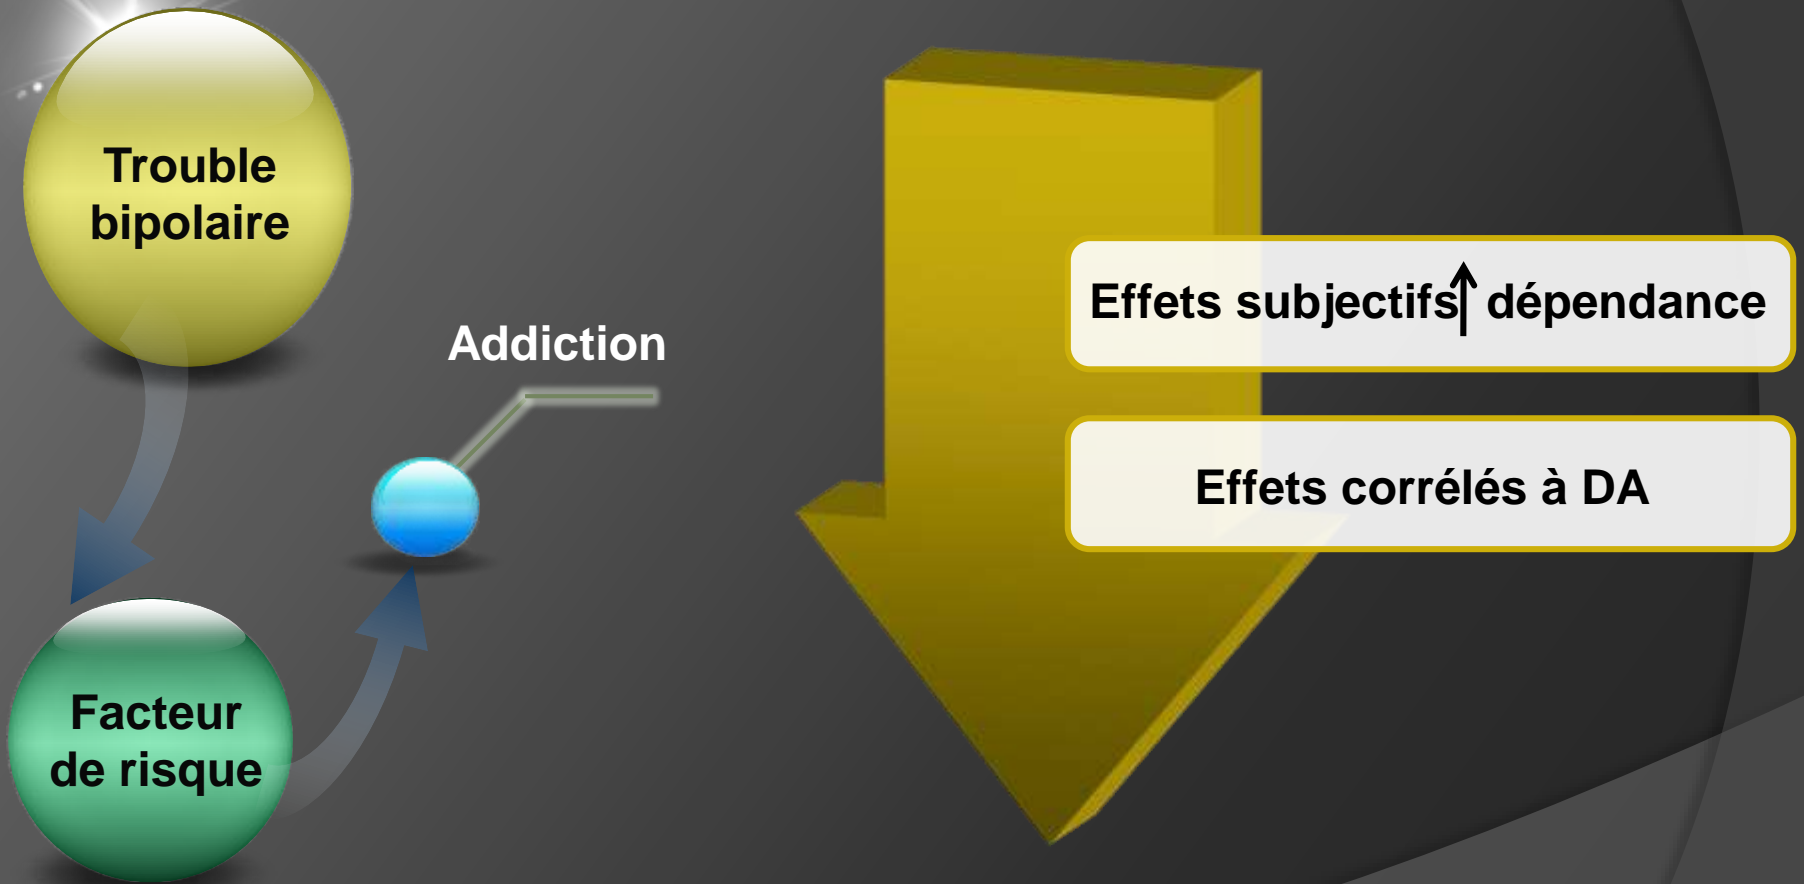 Trouble
bipolaire
Addiction
Facteur
de risque
Effets subjectifs↑ dépendance
Effets corrélés à DA